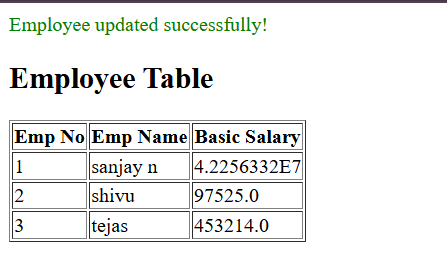 Employee updated successfully!
Employee Table
Emp No Emp Name Basic Salary
1 sanjay n 4.2256332E7
2 shivu 97525.0
3 tejas 453214.0